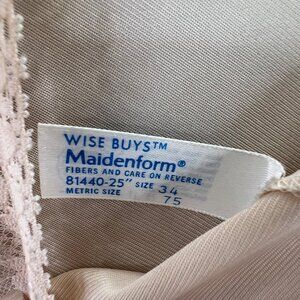 WISE BUYS™
Maidenform®
FIBERS AND CARE ON REVERSE
81440-25" SIZE 34
METRIC SIZE 75